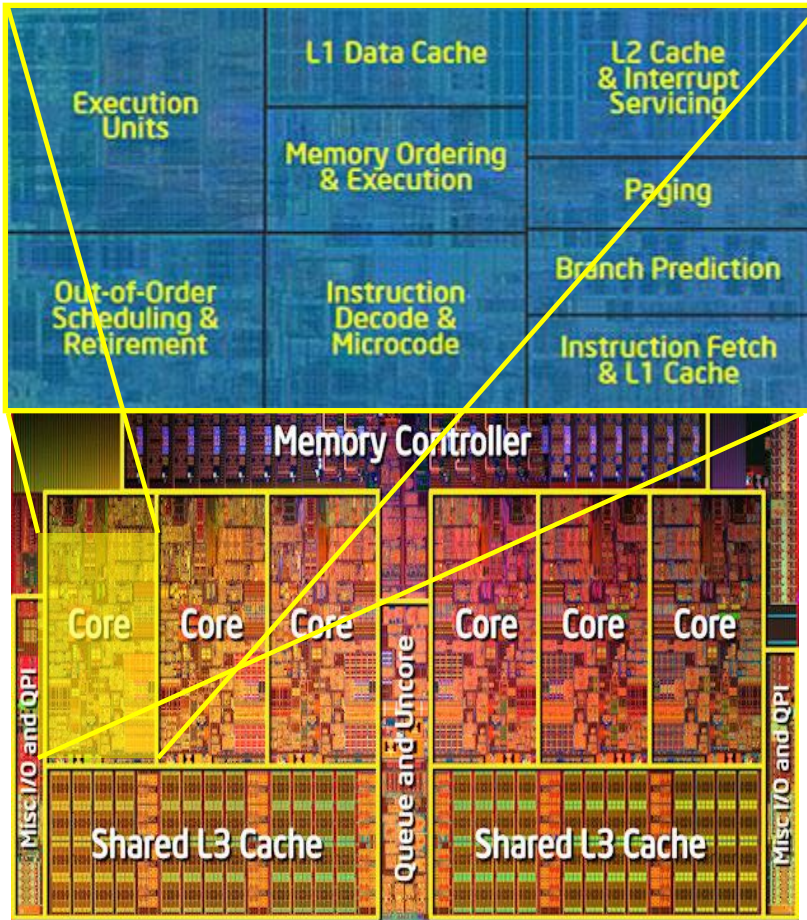 L1 Data Cache
L2 Cache
& Interrupt
Servicing
Execution
Units
Memory Ordering
& Execution
Paging
Branch Prediction
Out-of-Order
Scheduling &
Retirement
Instruction
Decode &
Microcode
Instruction Fetch
& L1 Cache
Memory Controller
Core
Core
Core
Core
Core
Core
Misc I/O and QPI
Queue and Uncore
Misc I/O and QPI
Shared L3 Cache
Shared L3 Cache